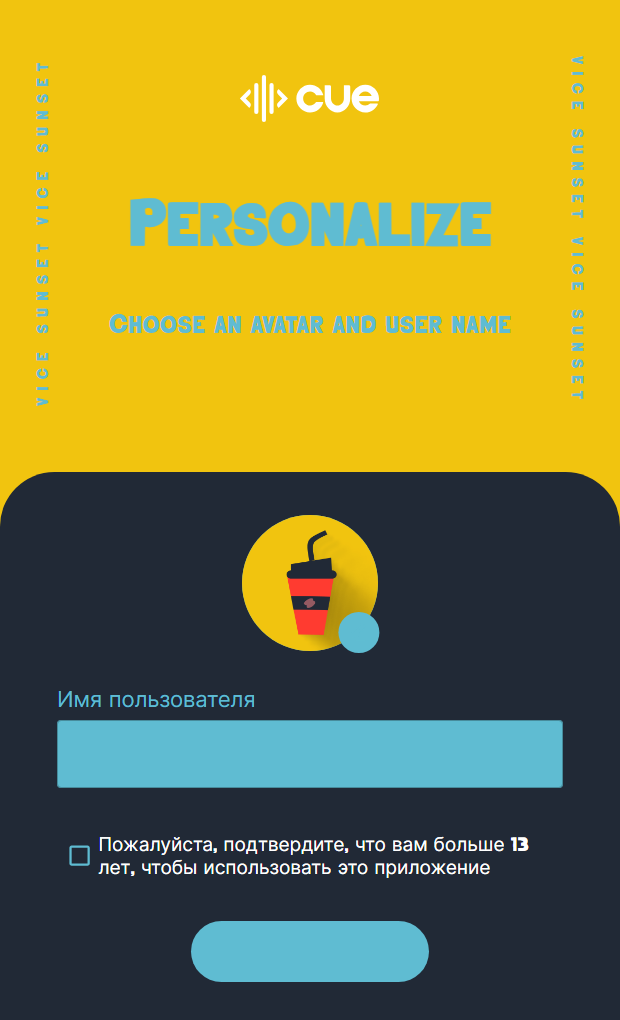 cue
VICE SUNSET VICE SUNSET
VICE SUNSET VICE SUNSET
PERSONALIZE
CHOOSE AN AVATAR AND USER NAME
Имя пользователя
Пожалуйста, подтвердите, что вам больше 13
лет, чтобы использовать это приложение